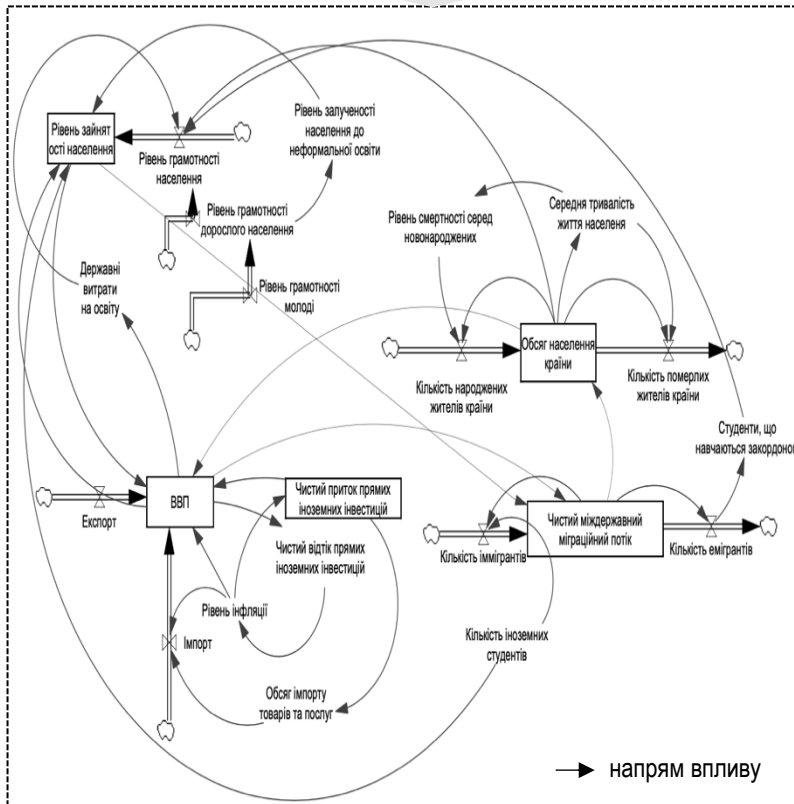 Рівень зайнят
ості населення
Рівень грамотності
населення
Рівень залученості
населення до
неформальної освіти
Рівень грамотності
дорослого населення
Рівень грамотності
молоді
Державні
витрати
на освіту
Рівень смертності серед
новонароджених
Середня тривалість
життя населеня
Обсяг населення
країни
Кількість народжених
жителів країни
Кількість померлих
жителів країни
Студенти, що
навчаються закордоном
ВВП
Експорт
Чистий приток прямих
іноземних інвестицій
Чистий відтік прямих
іноземних інвестицій
Чистий міждержавний
міграційний потік
Кількість іммігрантів
Кількість емігрантів
Рівень інфляції
Імпорт
Кількість іноземних
студентів
Обсяг імпорту
товарів та послуг
напрям впливу